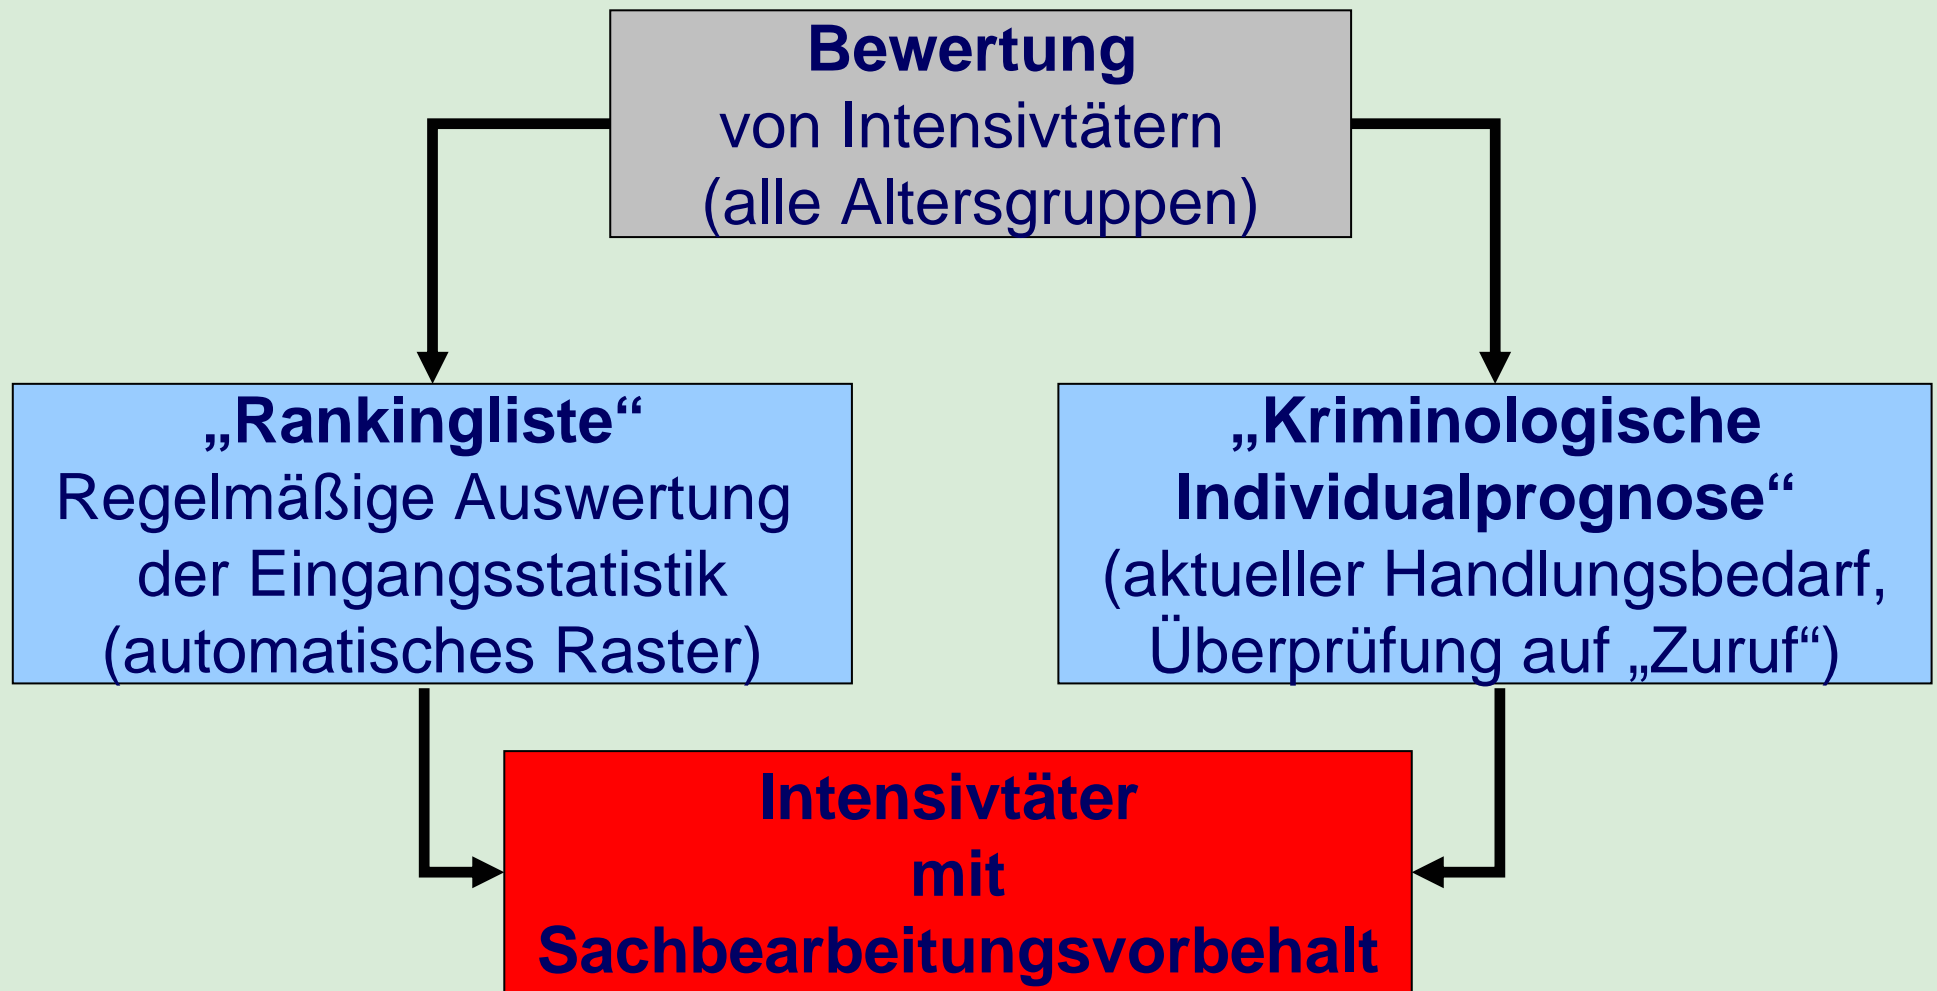 Bewertung
von Intensivtätern
(alle Altersgruppen)
„Rankingliste“
Regelmäßige Auswertung
der Eingangsstatistik
(automatisches Raster)
„Kriminologische
Individualprognose“
(aktueller Handlungsbedarf,
Überprüfung auf „Zuruf“)
Intensivtäter
mit
Sachbearbeitungsvorbehalt